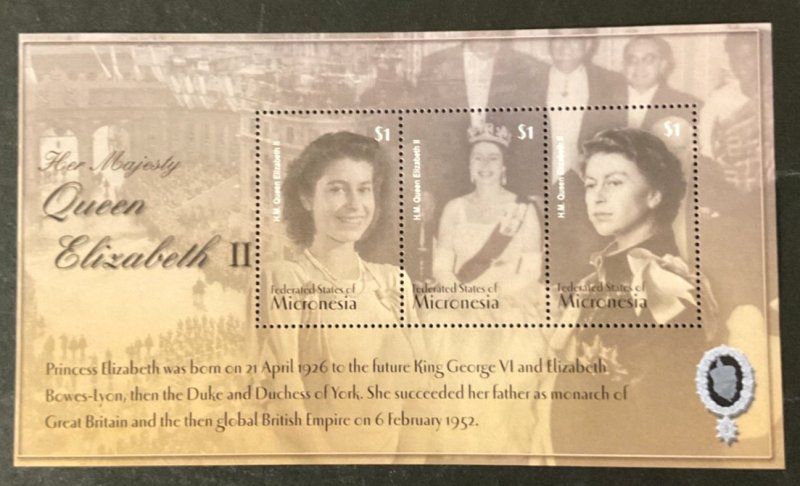 Her Majesty
Queen
Elizabeth II
$1
H.M. Queen Elizabeth II
Federated States of
Micronesia
$1
H.M. Queen Elizabeth II
Federated States of
Micronesia
$1
H.M. Queen Elizabeth II
Federated States of
Micronesia
Princess Elizabeth was born on 21 April 1926 to the future King George VI and Elizabeth
Bowes-Lyon, then the Duke and Duchess of York. She succeeded her father as monarch of
Great Britain and the then global British Empire on 6 February 1952.